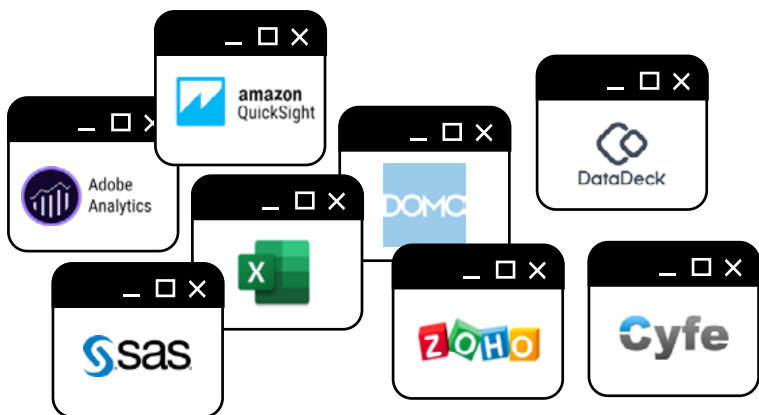 amazon
QuickSight
Adobe
Analytics
DOMO
DataDeck
X
sas
ZOHO
Cyfe